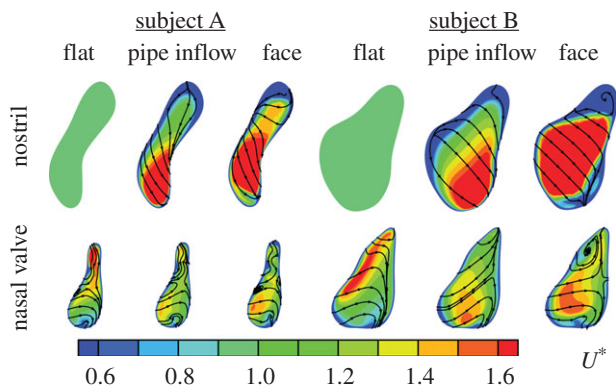 subject A subject B
flat pipe inflow face flat pipe inflow face
nostril
nasal valve
0.6 0.8 1.0 1.2 1.4 1.6 U*